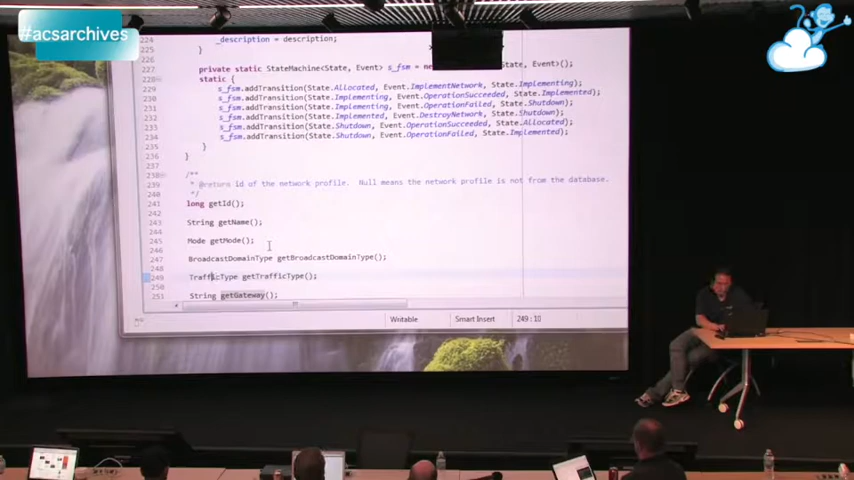 #acsarchives
224
_description = description;
225
}
226
227 private static StateMachine<State, Event> s_fsm = State, Event>();
228 static {
229 s_fsm.addTransition(State.Allocated, Event.ImplementNetwork, State.Implementing);
230 s_fsm.addTransition(State.Implementing, Event.OperationSucceeded, State.Implemented);
231 s_fsm.addTransition(State.Implementing, Event.OperationFailed, State.Shutdown);
232 s_fsm.addTransition(State.Implemented, Event.DestroyNetwork, State.Shutdown);
233 s_fsm.addTransition(State.Shutdown, Event.OperationSucceeded, State.Allocated);
234 s_fsm.addTransition(State.Shutdown, Event.OperationFailed, State.Implemented);
235 }
236 }
237
238 /**
239 * @return id of the network profile. Null means the network profile is not from the database.
240 */
241 long getId();
242
243 String getName();
244
245 Mode getMode();
246
247 BroadcastDomainType getBroadcastDomainType();
248
249 TrafficType getTrafficType();
250
251 String getGateway();
Writable Smart Insert 249 : 10